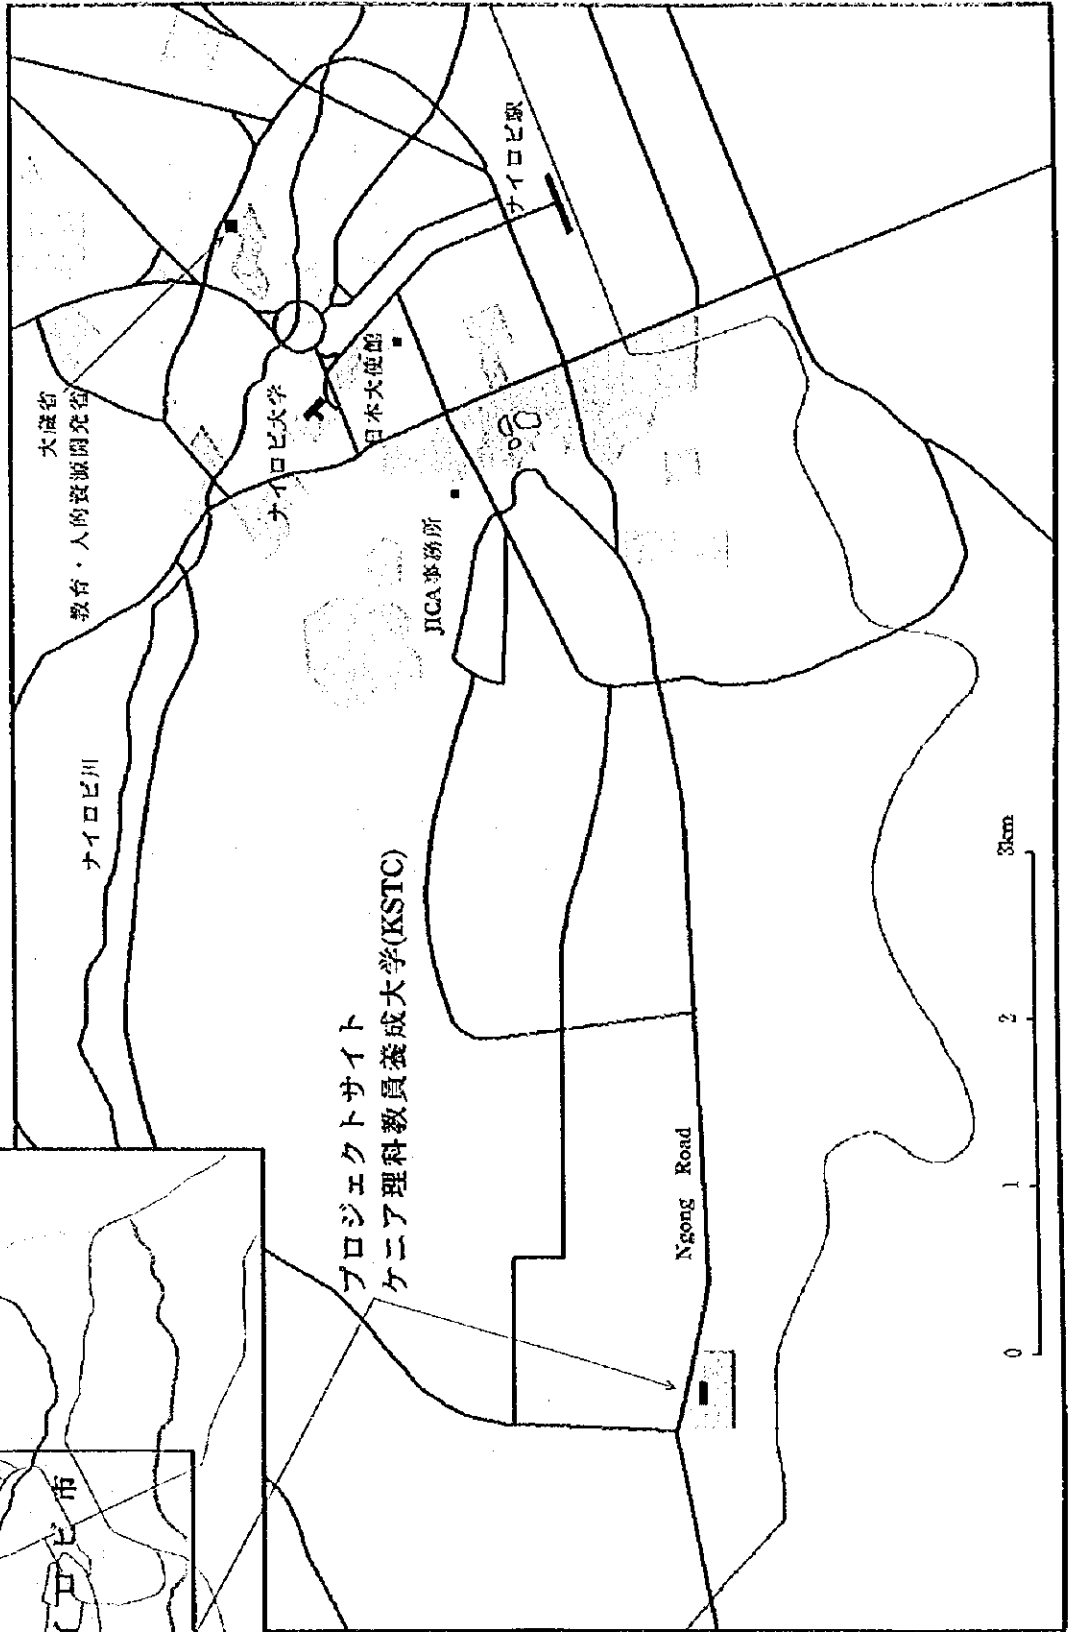 大蔵省
教育・人的資源開発省
ナイロビ川
ナイロビ大学
日本大使館
ナイロビ駅
JICA事務所
プロジェクトサイト
ケニア理科教員養成大学(KSTC)
Ngong Road
ロビ市
0 1 2 3km